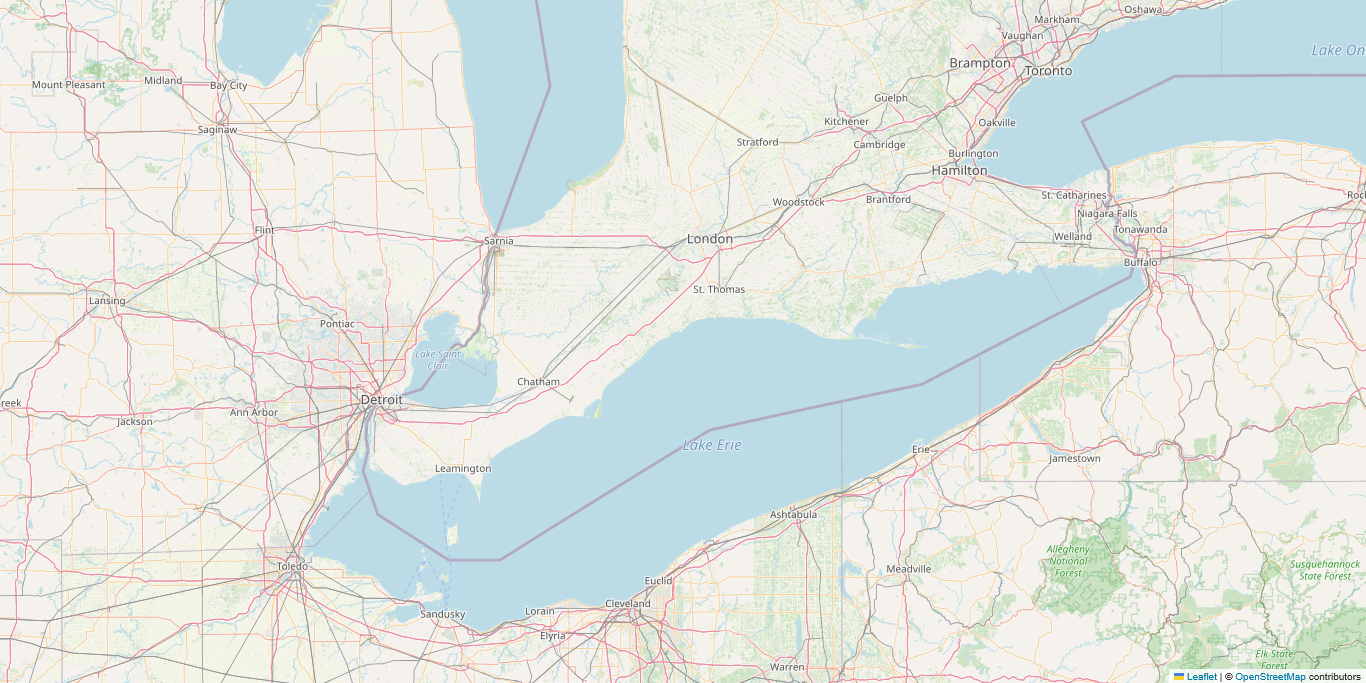 Oshawa
Markham
Vaughan
Lake On
Brampton
Toronto
Mount Pleasant
Midland
Bay City
Guelph
Saginaw
Kitchener
Oakville
Stratford
Cambridge
Burlington
Hamilton
St. Catharines
Roc
Woodstock
Brantford
Niagara Falls
Flint
Sarnia
London
Welland
Tonawanda
Buffalo
Lansing
St. Thomas
Pontiac
Lake Saint
Clair
Chatham
Detroit
reek
Ann Arbor
Jackson
Lake Erie
Erie
Jamestown
Leamington
Ashtabula
Allegheny
National
Forest
Toledo
Meadville
Susquehannock
State Forest
Euclid
Sandusky
Lorain
Cleveland
Elyria
Warren
Elk State
Forest
Leaflet | © OpenStreetMap contributors